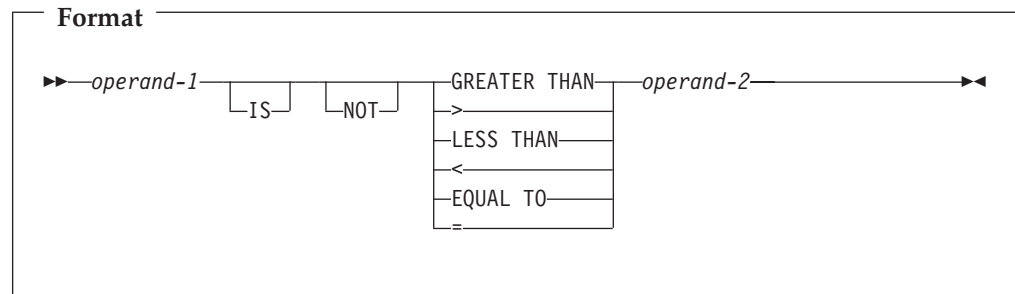 Format
operand-1 GREATER THAN operand-2
IS NOT >
LESS THAN
<
EQUAL TO
=